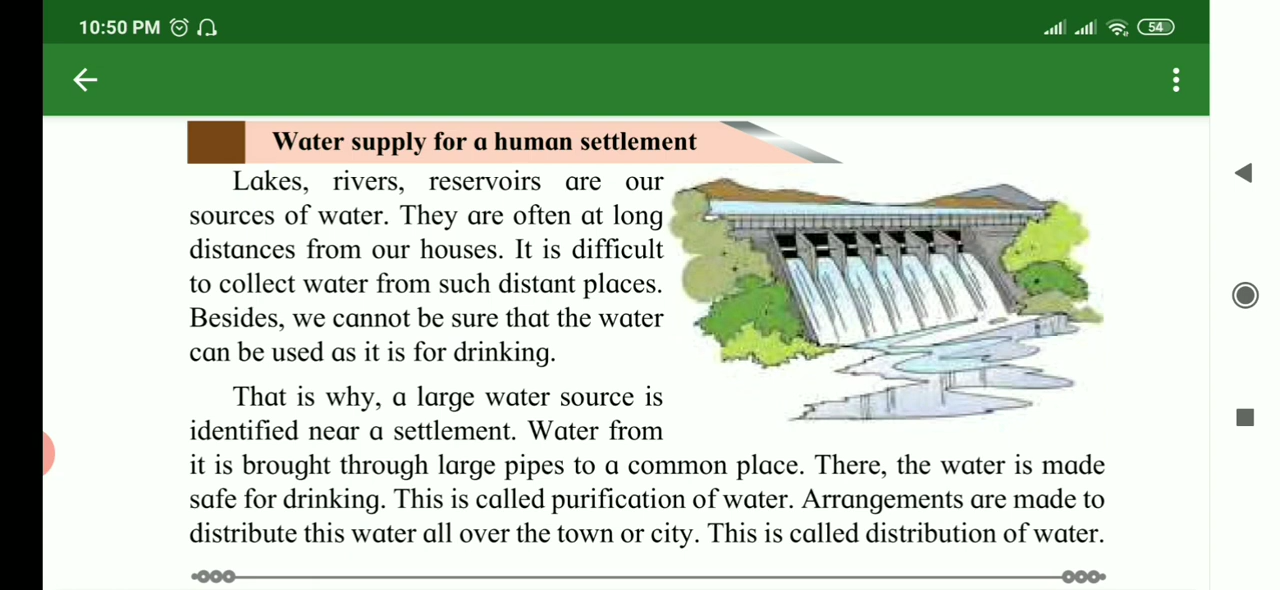 10:50 PM
54
Water supply for a human settlement
Lakes, rivers, reservoirs are our
sources of water. They are often at long
distances from our houses. It is difficult
to collect water from such distant places.
Besides, we cannot be sure that the water
can be used as it is for drinking.
That is why, a large water source is
identified near a settlement. Water from
it is brought through large pipes to a common place. There, the water is made
safe for drinking. This is called purification of water. Arrangements are made to
distribute this water all over the town or city. This is called distribution of water.